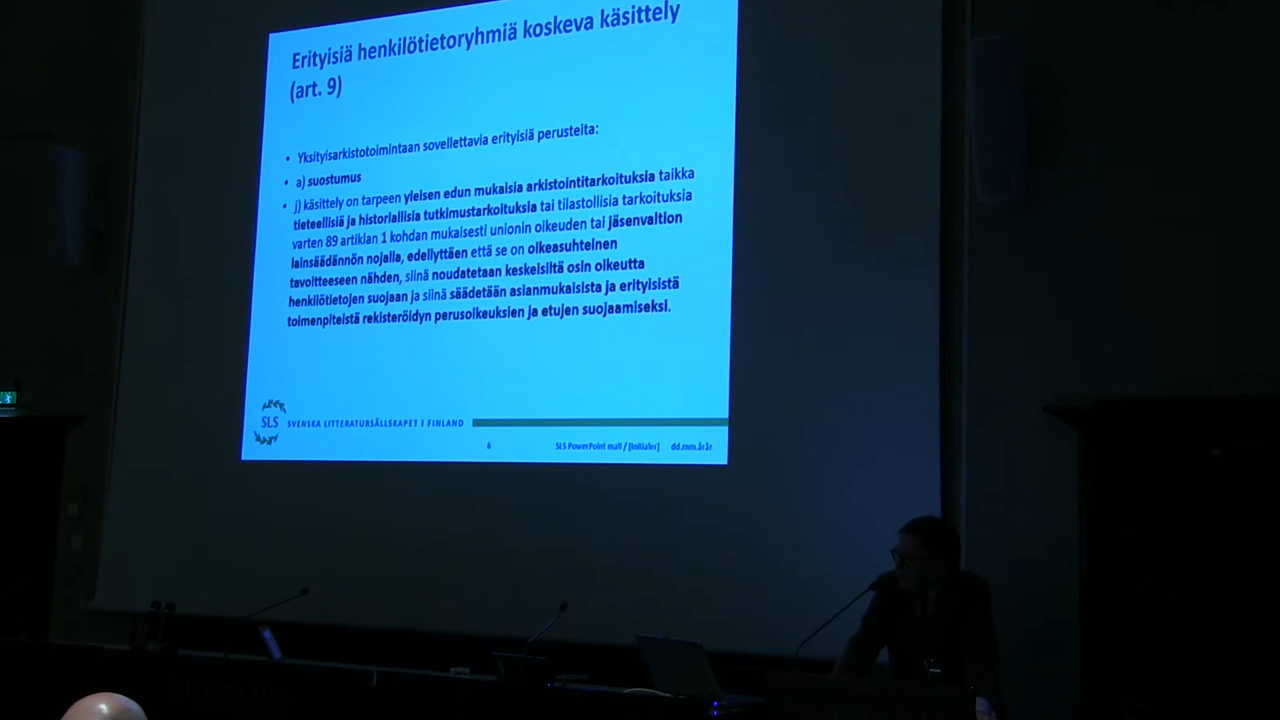 Erityisiä henkilötietoryhmiä koskeva käsittely
(art. 9)
• Yksityisarkistotoimintaan sovellettavia erityisiä perusteita:
• a) suostumus
• j) käsittely on tarpeen yleisen edun mukaisia arkistointitarkoituksia taikka
tieteellisiä ja historiallisia tutkimustarkoituksia tai tilastollisia tarkoituksia
varten 89 artiklan 1 kohdan mukaisesti unionin oikeuden tai jäsenvaltion
lainsäädännön nojalla, edellyttäen että se on oikeasuhteinen
tavoitteeseen nähden, siinä noudatetaan keskeisiltä osin oikeutta
henkilötietojen suojaan ja siinä säädetään asianmukaisista ja erityisistä
toimenpiteistä rekisteröidyn perusoikeuksien ja etujen suojaamiseksi.
SLS SVENSKA LITTERATURSÄLLSKAPET I FINLAND
6 SLS PowerPoint mall / [Initialer] dd.mm.årår